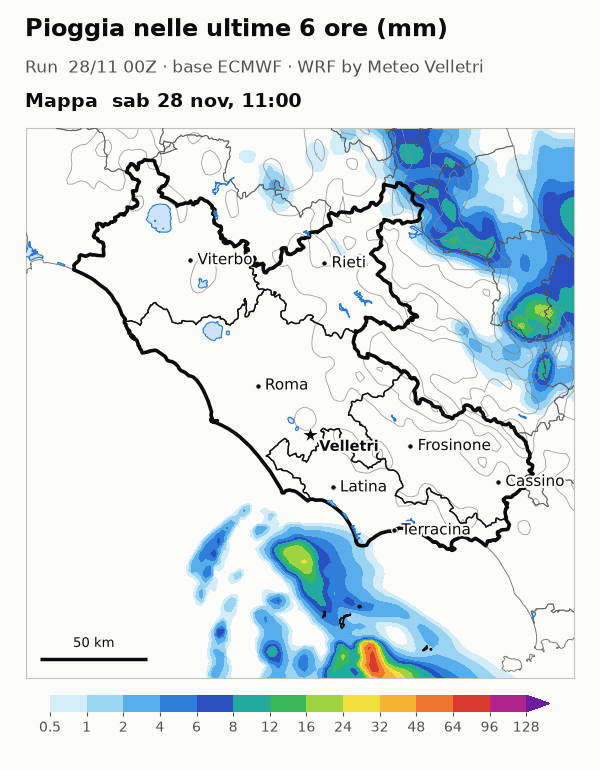 Pioggia nelle ultime 6 ore (mm)
Run 28/11 00Z · base ECMWF · WRF by Meteo Velletri
Mappa sab 28 nov, 11:00
Viterbo
Rieti
Roma
Velletri
Frosinone
Cassino
Latina
Terracina
50 km
0.5 1 2 4 6 8 12 16 24 32 48 64 96 128